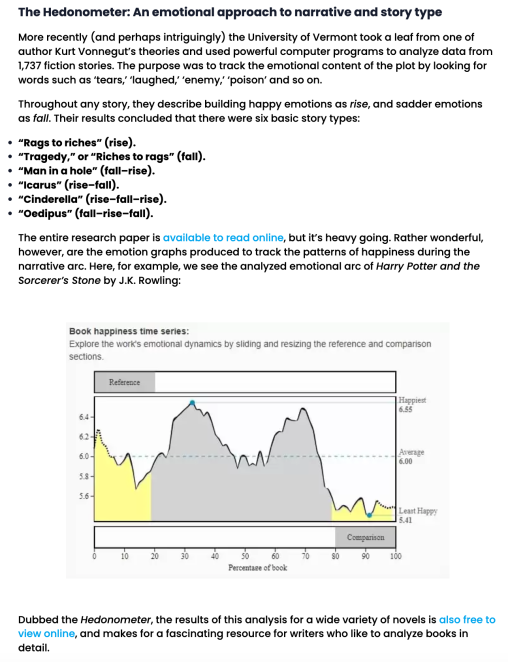 The Hedonometer: An emotional approach to narrative and story type
More recently (and perhaps intriguingly) the University of Vermont took a leaf from one of
author Kurt Vonnegut's theories and used powerful computer programs to analyze data from
1,737 fiction stories. The purpose was to track the emotional content of the plot by looking for
words such as 'tears,' 'laughed,' 'enemy,' 'poison' and so on.
Throughout any story, they describe building happy emotions as rise, and sadder emotions
as fall. Their results concluded that there were six basic story types:
• "Rags to riches" (rise).
• "Tragedy," or "Riches to rags" (fall).
• "Man in a hole" (fall–rise).
• "Icarus" (rise–fall).
• "Cinderella" (rise–fall–rise).
• "Oedipus" (fall–rise–fall).
The entire research paper is available to read online, but it's heavy going. Rather wonderful,
however, are the emotion graphs produced to track the patterns of happiness during the
narrative arc. Here, for example, we see the analyzed emotional arc of Harry Potter and the
Sorcerer's Stone by J.K. Rowling:
Book happiness time series:
Explore the work's emotional dynamics by sliding and resizing the reference and comparison
sections.
Reference
Happiest
6.55
6.4
6.2
6.0
5.8
5.6
Average
6.00
Least Happy
5.41
Comparison
0 10 20 30 40 50 60 70 80 90 100
Percentage of book
Dubbed the Hedonometer, the results of this analysis for a wide variety of novels is also free to
view online, and makes for a fascinating resource for writers who like to analyze books in
detail.